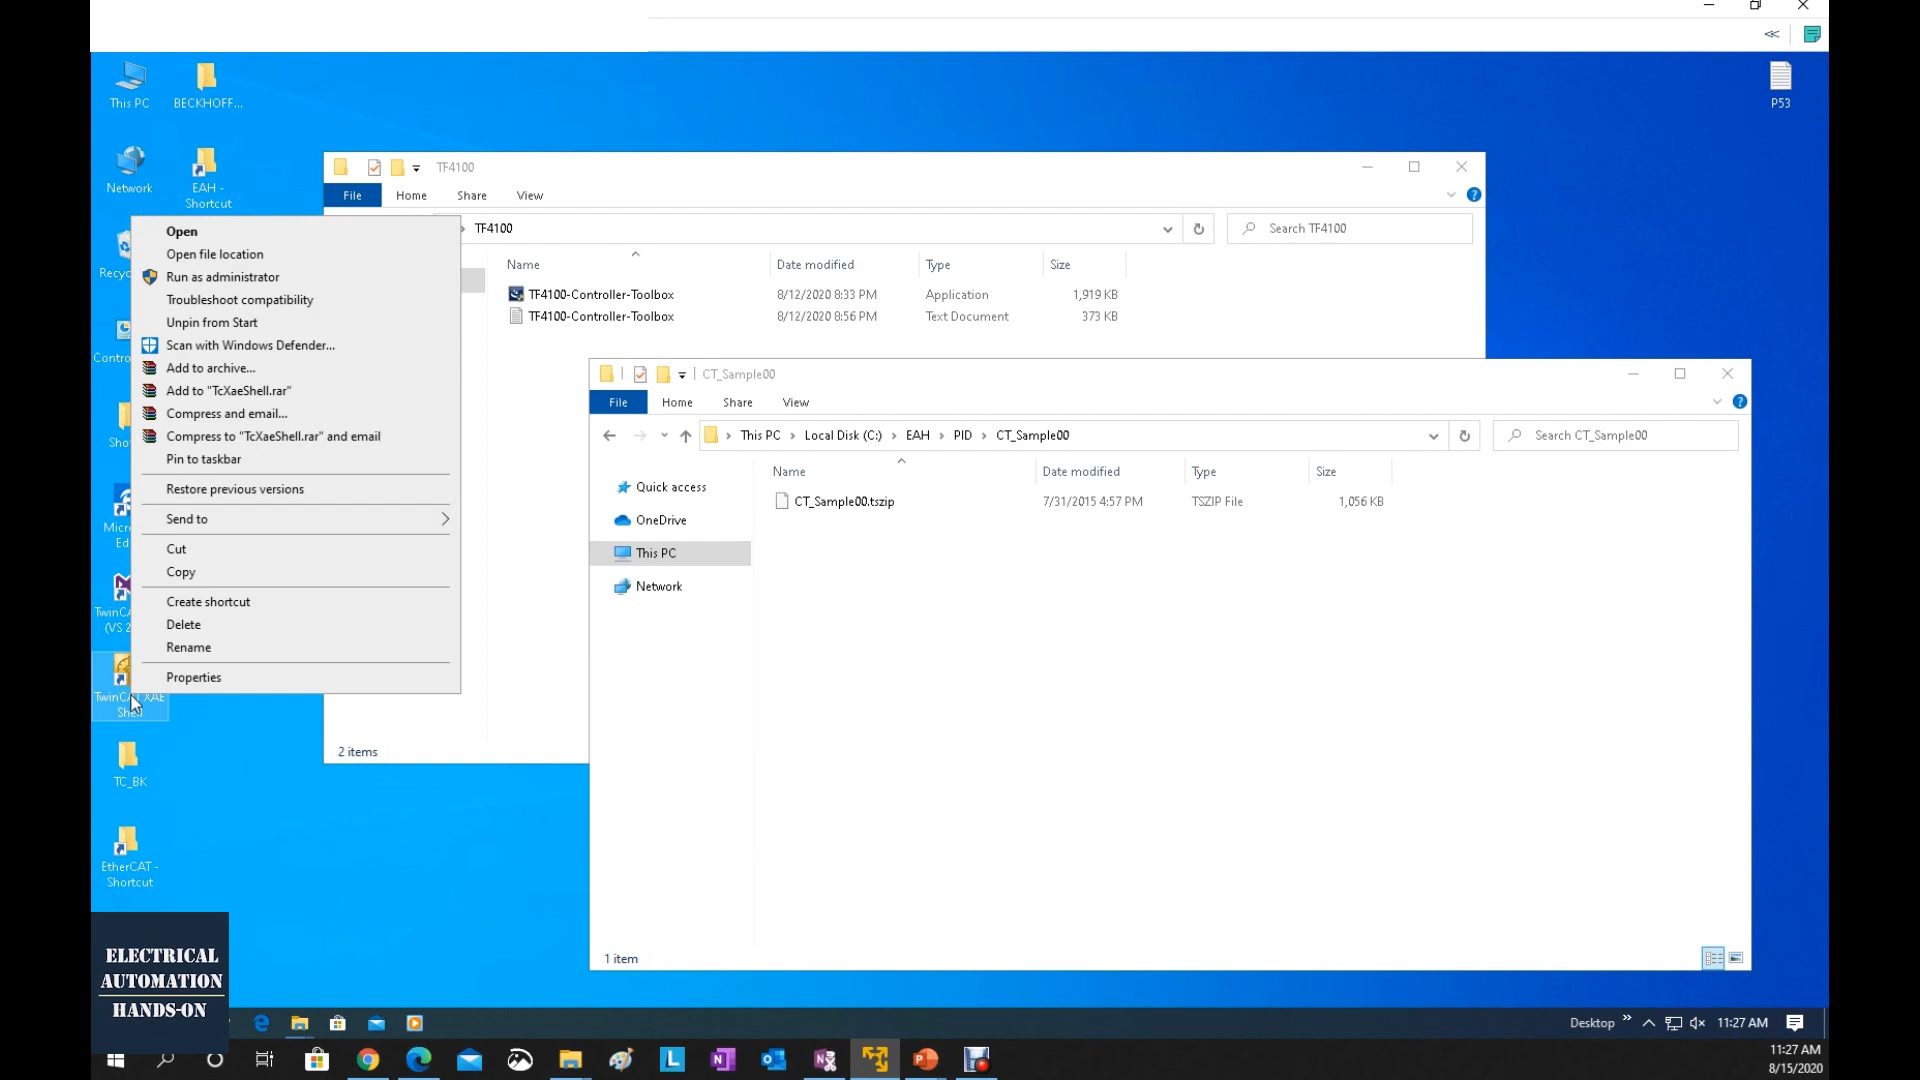 This PC
BECKHOFF...
P53
Network
EAH -
Shortcut
TF4100
File
Home
Share
View
TF4100
Search TF4100
Name
Date modified
Type
Size
TF4100-Controller-Toolbox
8/12/2020 8:33 PM
Application
1,919 KB
TF4100-Controller-Toolbox
8/12/2020 8:56 PM
Text Document
373 KB
2 items
Open
Open file location
Run as administrator
Troubleshoot compatibility
Unpin from Start
Scan with Windows Defender...
Add to archive...
Add to "TcXaeShell.rar"
Compress and email...
Compress to "TcXaeShell.rar" and email
Pin to taskbar
Restore previous versions
Send to
Cut
Copy
Create shortcut
Delete
Rename
Properties
CT_Sample00
File
Home
Share
View
This PC > Local Disk (C:) > EAH > PID > CT_Sample00
Search CT_Sample00
Name
Date modified
Type
Size
CT_Sample00.tszip
7/31/2015 4:57 PM
TSZIP File
1,056 KB
Quick access
OneDrive
This PC
Network
1 item
Shell
TC_BK
EtherCAT -
Shortcut
ELECTRICAL
AUTOMATION
HANDS-ON
Desktop
11:27 AM
11:27 AM
8/15/2020